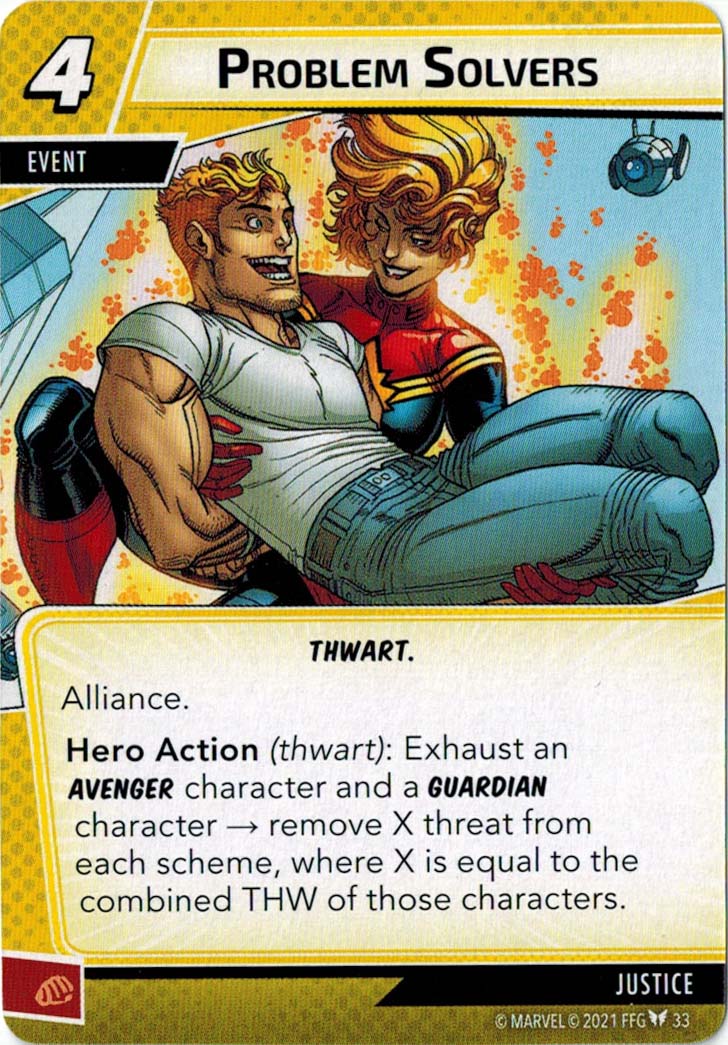 4
PROBLEM SOLVERS
EVENT
THWART.
Alliance.
Hero Action (thwart): Exhaust an
AVENGER character and a GUARDIAN
character → remove X threat from
each scheme, where X is equal to the
combined THW of those characters.
JUSTICE
© MARVEL © 2021 FFG 33